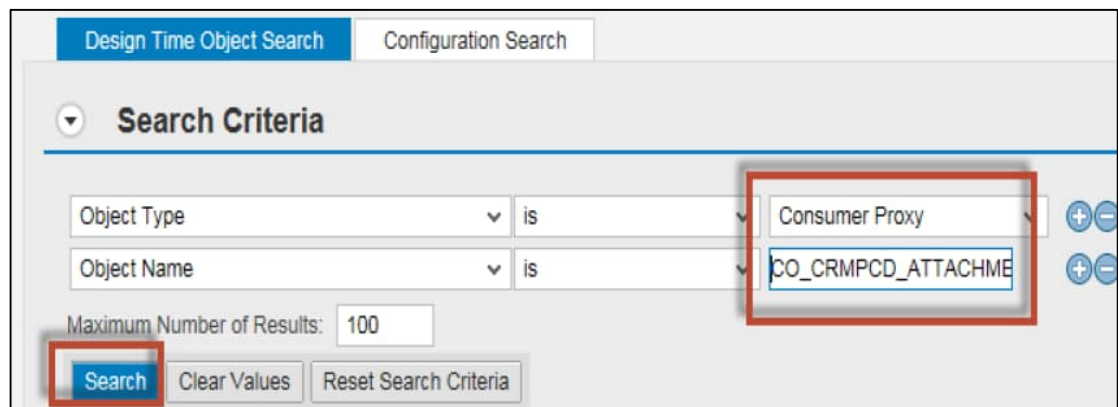 Design Time Object Search Configuration Search
Search Criteria
Object Type is Consumer Proxy
Object Name is CO_CRMPCD_ATTACHME
Maximum Number of Results: 100
Search Clear Values Reset Search Criteria